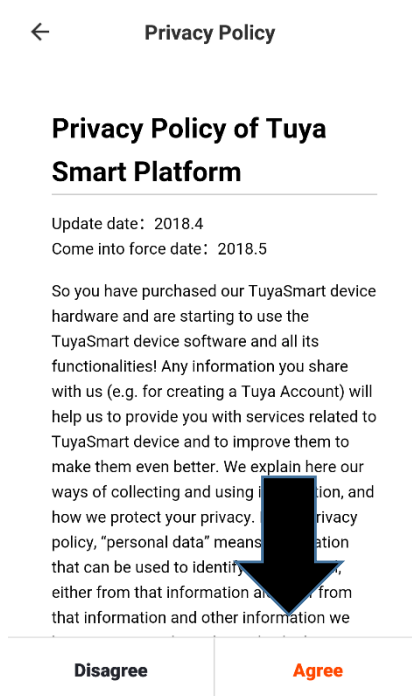 Privacy Policy
Privacy Policy of Tuya
Smart Platform
Update date：2018.4
Come into force date：2018.5
So you have purchased our TuyaSmart device
hardware and are starting to use the
TuyaSmart device software and all its
functionalities! Any information you share
with us (e.g. for creating a Tuya Account) will
help us to provide you with services related to
TuyaSmart device and to improve them to
make them even better. We explain here our
ways of collecting and using tion, and
how we protect your privacy. rivacy
policy, “personal data” means ation
that can be used to identify
either from that information from
that information and other information we
Disagree
Agree